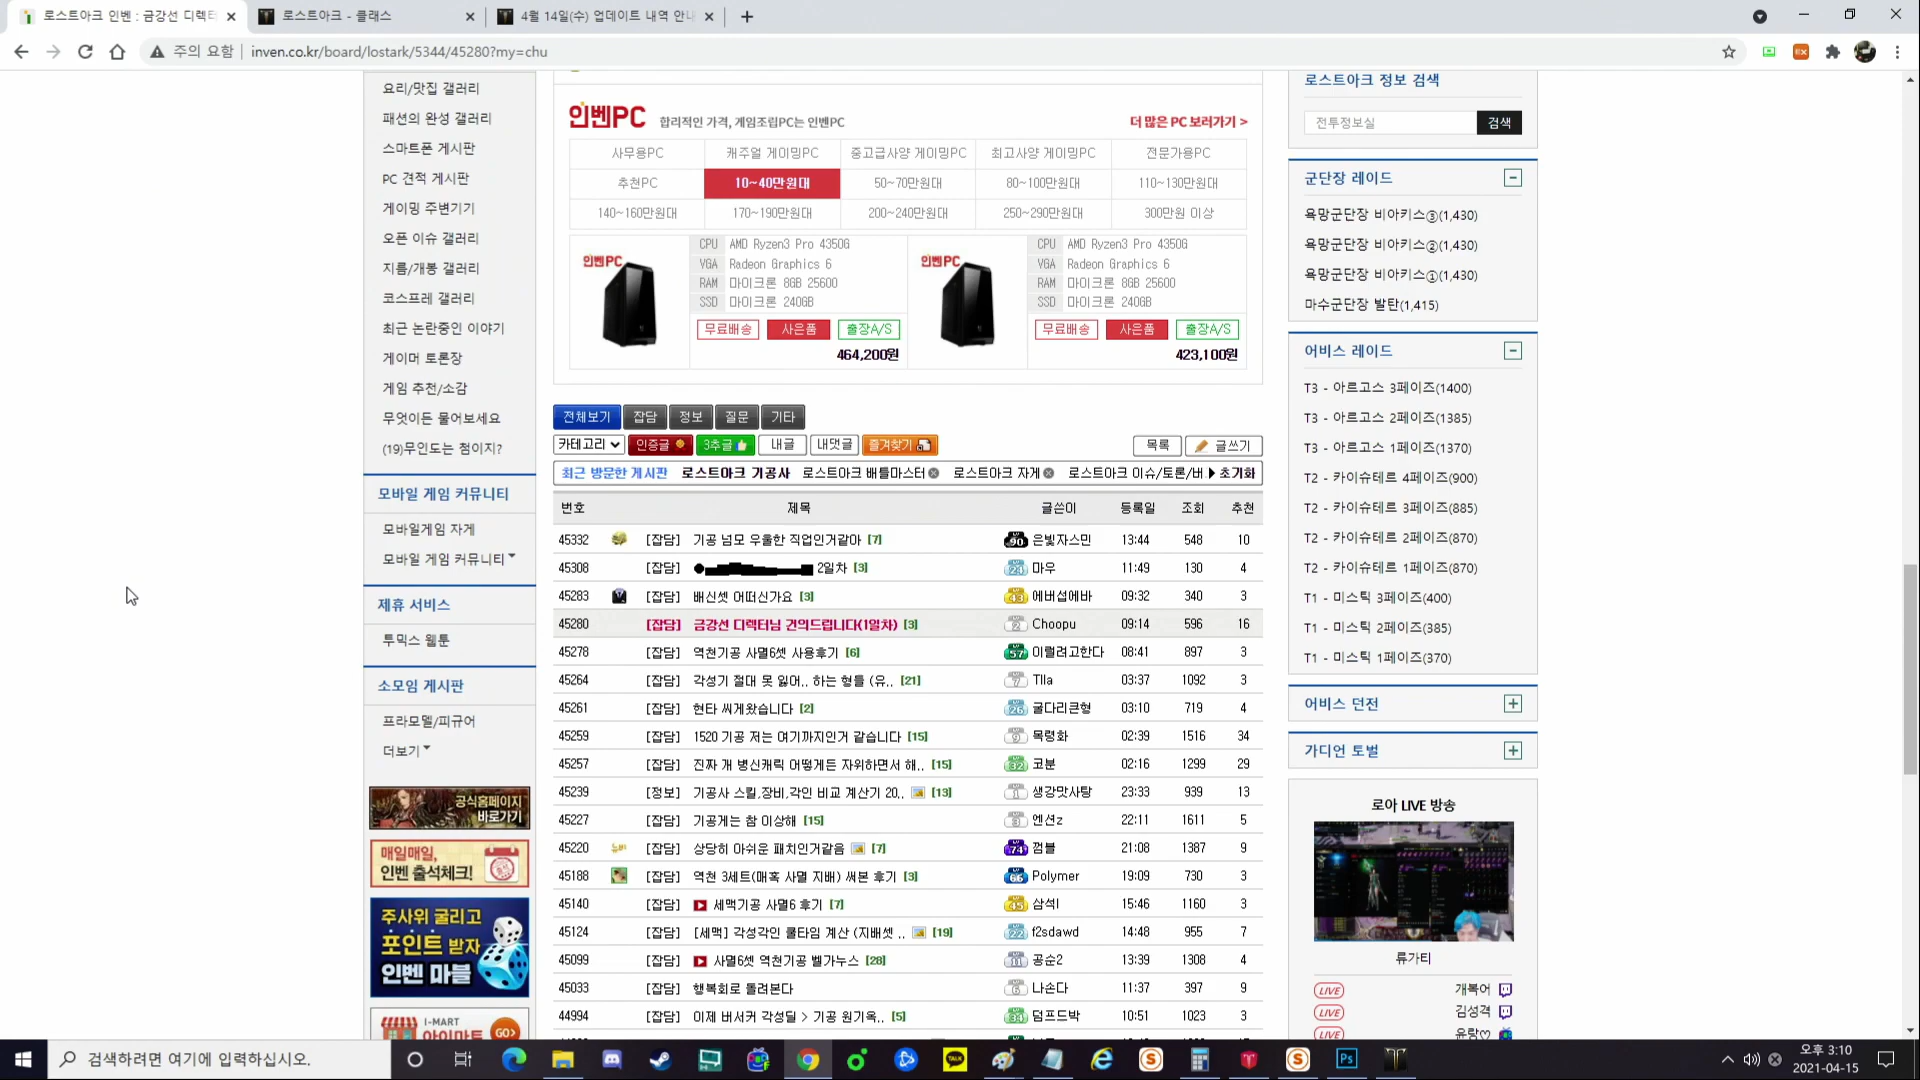 로스트아크 인벤 : 금강선 디렉터
로스트아크 - 클래스
4월 14일(수) 업데이트 내역 안내
주의 요함 | inven.co.kr/board/lostark/5344/45280?my=chu
요리/맛집 갤러리
패션의 완성 갤러리
스마트폰 게시판
PC 견적 게시판
게이밍 주변기기
오픈 이슈 갤러리
지름/개봉 갤러리
코스프레 갤러리
최근 논란중인 이야기
게이머 토론장
게임 추천/소감
무엇이든 물어보세요
(19)무인도는 첨이지?
모바일 게임 커뮤니티
모바일게임 자게
모바일 게임 커뮤니티
제휴 서비스
투믹스 웹툰
소모임 게시판
프라모델/피규어
더보기
공식홈페이지
바로가기
매일매일,
인벤 출석체크!
주사위 굴리고
포인트 받자
인벤 마블
I-MART
아이마트 GO>
인벤PC 합리적인 가격, 게임조립PC는 인벤PC 더 많은 PC 보러가기 >
사무용PC 캐주얼 게이밍PC 중고급사양 게이밍PC 최고사양 게이밍PC 전문가용PC
추천PC 10~40만원대 50~70만원대 80~100만원대 110~130만원대
140~160만원대 170~190만원대 200~240만원대 250~290만원대 300만원 이상
인벤PC
CPU AMD Ryzen3 Pro 4350G
VGA Radeon Graphics 6
RAM 마이크론 8GB 25600
SSD 마이크론 240GB
무료배송 사은품 출장A/S
464,200원
인벤PC
CPU AMD Ryzen3 Pro 4350G
VGA Radeon Graphics 6
RAM 마이크론 8GB 25600
SSD 마이크론 240GB
무료배송 사은품 출장A/S
423,100원
전체보기 잡담 정보 질문 기타
카테고리 인증글 3추글 내글 내댓글 즐겨찾기 목록 글쓰기
최근 방문한 게시판 로스트아크 기공사 로스트아크 배틀마스터 로스트아크 자게 로스트아크 이슈/토론/버 초기화
번호 제목 글쓴이 등록일 조회 추천
45332 [잡담] 기공 넘모 우울한 직업인거같아 [7] 90 은빛자스민 13:44 548 10
45308 [잡담] 2일차 [3] 23 마우 11:49 130 4
45283 [잡담] 배신셋 어떠신가요 [3] 43 에버섭에바 09:32 340 3
45280 [잡담] 금강선 디렉터님 건의드립니다(1일차) [3] 2 Choopu 09:14 596 16
45278 [잡담] 역천기공 사멸6셋 사용후기 [6] 57 이럴려고한다 08:41 897 3
45264 [잡담] 각성기 절대 못 잃어.. 하는 형들 (유.. [21] 7 Tlla 03:37 1092 3
45261 [잡담] 현타 씨게왔습니다 [2] 26 굴다리큰형 03:10 719 4
45259 [잡담] 1520 기공 저는 여기까지인거 같습니다 [15] 9 목령화 02:39 1516 34
45257 [잡담] 진짜 개 병신캐릭 어떻게든 자위하면서 해.. [15] 32 코분 02:16 1299 29
45239 [정보] 기공사 스킬,장비,각인 비교 계산기 20.. [13] 1 생강맛사탕 23:33 939 13
45227 [잡담] 기공게는 참 이상해 [15] 3 엔션z 22:11 1611 5
45220 [잡담] 상당히 아쉬운 패치인거같음 [7] 74 껌블 21:08 1387 9
45188 [잡담] 역천 3세트(매혹 사멸 지배) 써본 후기 [3] 66 Polymer 19:09 730 3
45140 [잡담] 세맥기공 사멸6 후기 [7] 45 삼석l 15:46 1160 3
45124 [잡담] [세맥] 각성각인 쿨타임 계산 (지배셋 .. [19] 22 f2sdawd 14:48 955 7
45099 [잡담] 사멸6셋 역천기공 벨가누스 [28] 11 공순2 13:39 1308 4
45033 [잡담] 행복회로 돌려본다 6 나손다 11:37 397 9
44994 [잡담] 이제 버서커 각성딜 > 기공 원기옥.. [5] 33 덤프드박 10:51 1023 3
로스트아크 정보 검색
전투정보실 검색
군단장 레이드
욕망군단장 비아키스③(1,430)
욕망군단장 비아키스②(1,430)
욕망군단장 비아키스①(1,430)
마수군단장 발탄(1,415)
어비스 레이드
T3 - 아르고스 3페이즈(1400)
T3 - 아르고스 2페이즈(1385)
T3 - 아르고스 1페이즈(1370)
T2 - 카이슈테르 4페이즈(900)
T2 - 카이슈테르 3페이즈(885)
T2 - 카이슈테르 2페이즈(870)
T2 - 카이슈테르 1페이즈(870)
T1 - 미스틱 3페이즈(400)
T1 - 미스틱 2페이즈(385)
T1 - 미스틱 1페이즈(370)
어비스 던전
가디언 토벌
로아 LIVE 방송
류가티
LIVE 개복어
LIVE 김성격
LIVE 윤랑♡
검색하려면 여기에 입력하십시오.
TALK
Ps
오후 3:10
2021-04-15